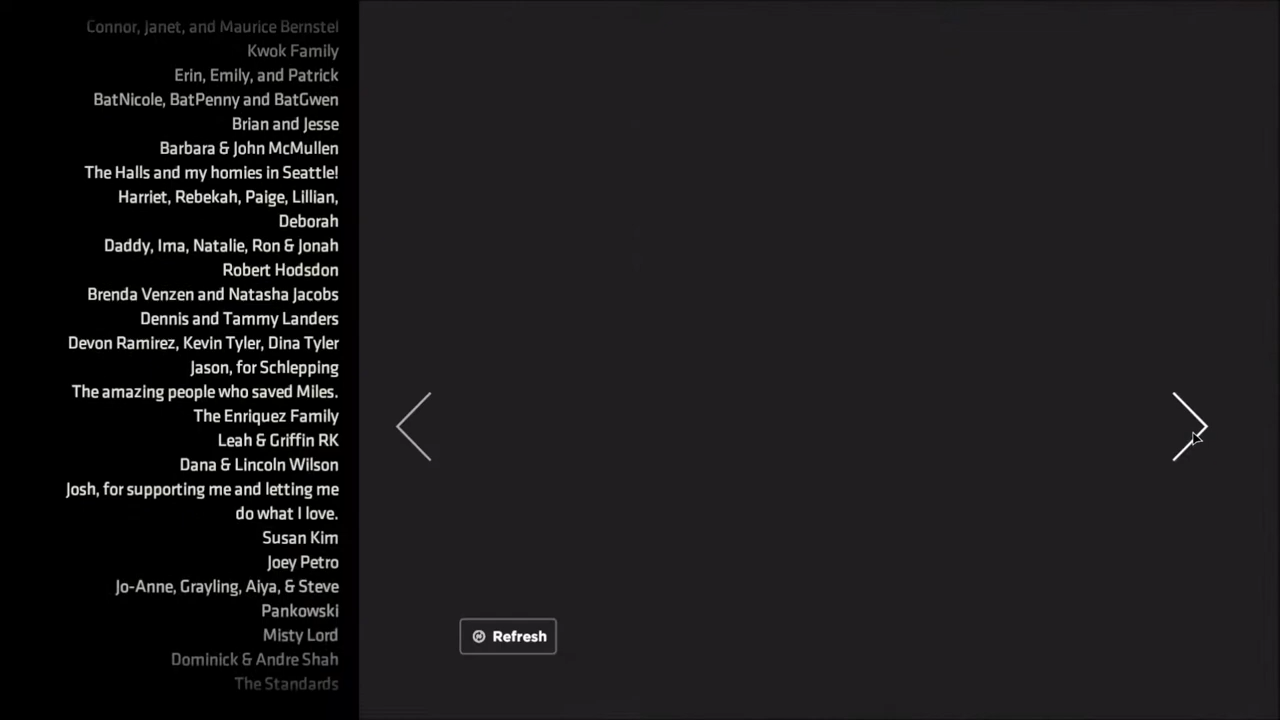 Connor, Janet, and Maurice Bernstel
Kwok Family
Erin, Emily, and Patrick
BatNicole, BatPenny and BatGwen
Brian and Jesse
Barbara & John McMullen
The Halls and my homies in Seattle!
Harriet, Rebekah, Paige, Lillian,
Deborah
Daddy, Ima, Natalie, Ron & Jonah
Robert Hodsdon
Brenda Venzen and Natasha Jacobs
Dennis and Tammy Landers
Devon Ramirez, Kevin Tyler, Dina Tyler
Jason, for Schlepping
The amazing people who saved Miles.
The Enriquez Family
Leah & Griffin RK
Dana & Lincoln Wilson
Josh, for supporting me and letting me
do what I love.
Susan Kim
Joey Petro
Jo-Anne, Grayling, Aiya, & Steve
Pankowski
Misty Lord
Dominick & Andre Shah
The Standards
Refresh